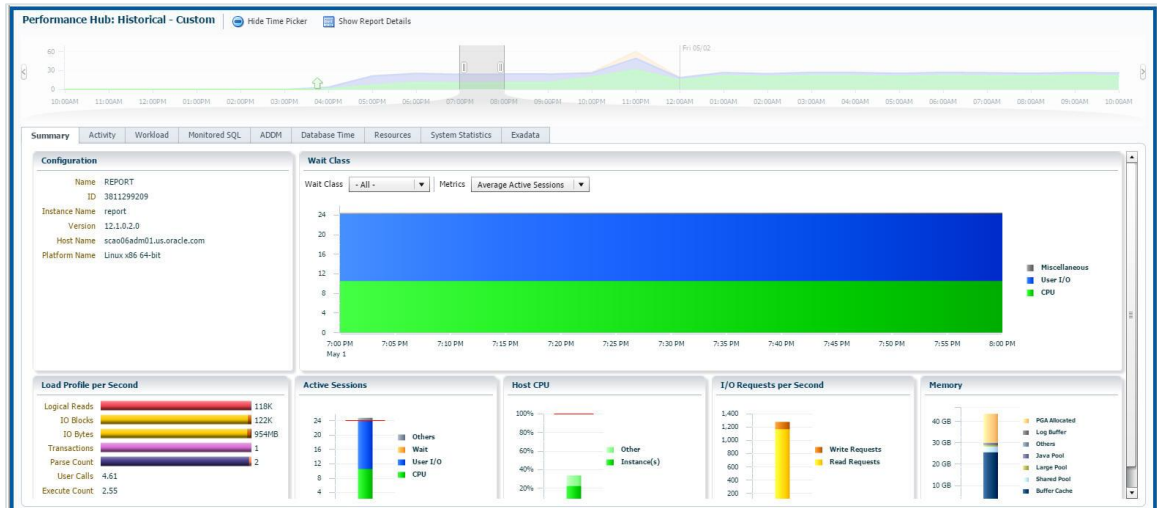 Performance Hub: Historical - Custom Hide Time Picker Show Report Details
60
30
0
Fri 05/02
10:00AM 11:00AM 12:00PM 01:00PM 02:00PM 03:00PM 04:00PM 05:00PM 06:00PM 07:00PM 08:00PM 09:00PM 10:00PM 11:00PM 12:00AM 01:00AM 02:00AM 03:00AM 04:00AM 05:00AM 06:00AM 07:00AM 08:00AM 09:00AM 10:00AM
Summary Activity Workload Monitored SQL ADDM Database Time Resources System Statistics Exadata
Configuration
Name REPORT
ID 3811299209
Instance Name report
Version 12.1.0.2.0
Host Name scao06adm01.us.oracle.com
Platform Name Linux x86 64-bit
Wait Class
Wait Class - All - Metrics Average Active Sessions
24
20
16
12
8
4
0
7:00 PM 7:05 PM 7:10 PM 7:15 PM 7:20 PM 7:25 PM 7:30 PM 7:35 PM 7:40 PM 7:45 PM 7:50 PM 7:55 PM 8:00 PM
May 1
Miscellaneous
User I/O
CPU
Load Profile per Second
Logical Reads 118K
IO Blocks 122K
IO Bytes 954MB
Transactions 1
Parse Count 2
User Calls 4.61
Execute Count 2.55
Active Sessions
24
20
16
12
8
4
Others
Wait
User I/O
CPU
Host CPU
100%
80%
60%
40%
20%
Other
Instance(s)
I/O Requests per Second
1,400
1,200
1,000
800
600
400
200
Write Requests
Read Requests
Memory
40 GB
30 GB
20 GB
10 GB
PGA Allocated
Log Buffer
Others
Java Pool
Large Pool
Shared Pool
Buffer Cache